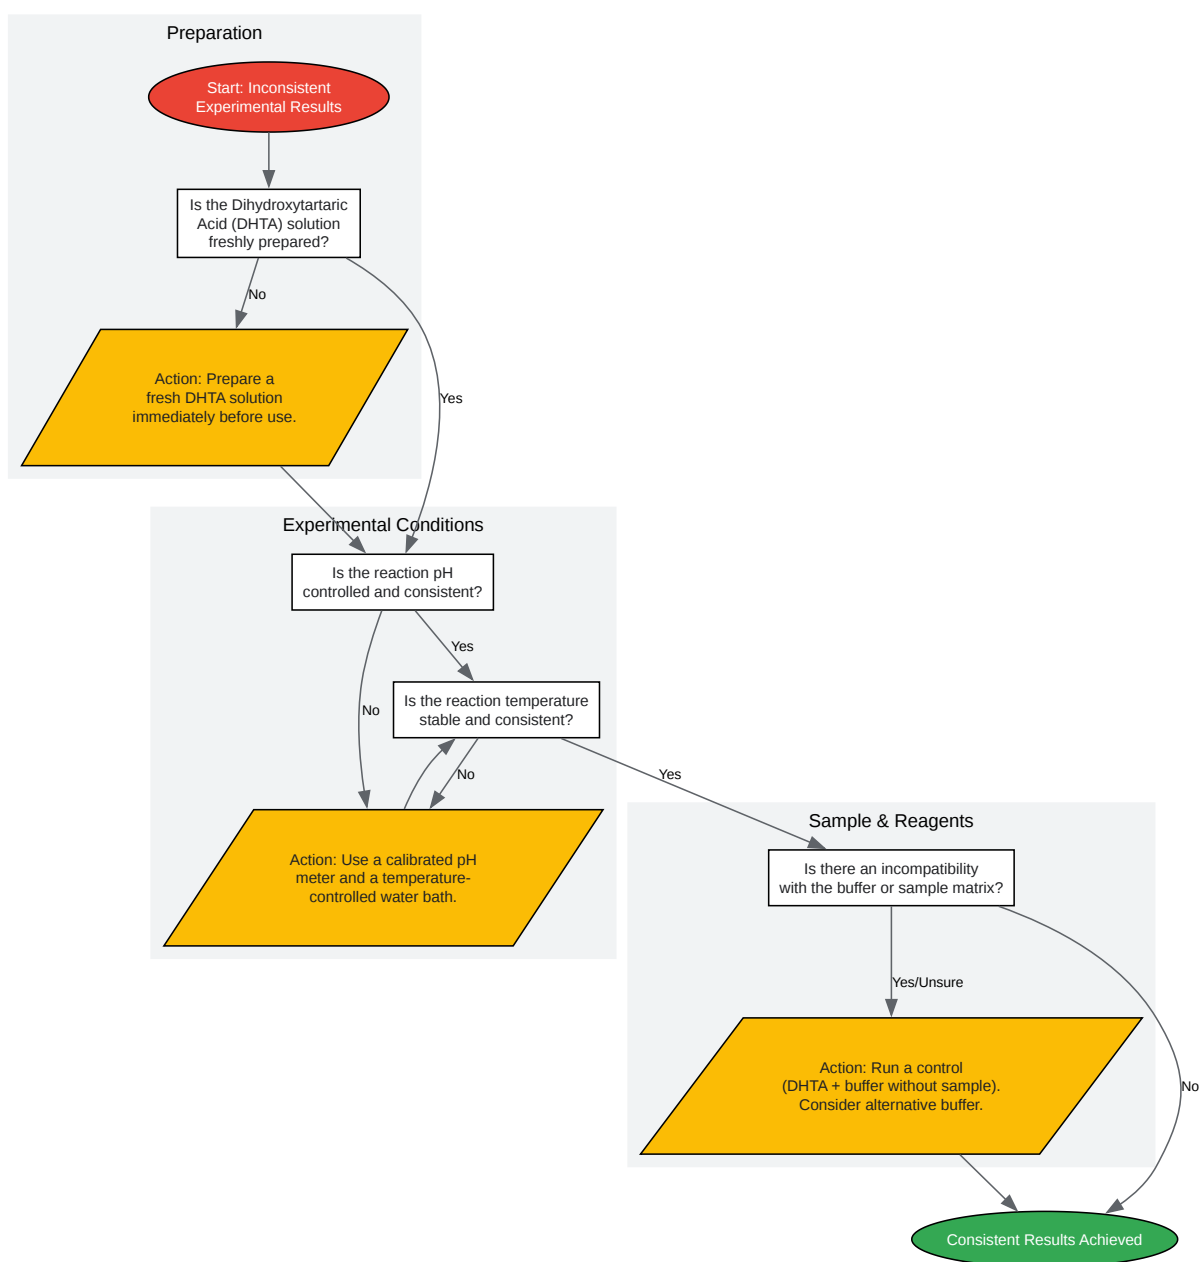 Preparation
Start: Inconsistent
Experimental Results
Is the Dihydroxytartaric
Acid (DHTA) solution
freshly prepared?
No
Action: Prepare a
fresh DHTA solution
immediately before use.
Yes
Experimental Conditions
Is the reaction pH
controlled and consistent?
Yes
No
Is the reaction temperature
stable and consistent?
No
Yes
Action: Use a calibrated pH
meter and a temperature-
controlled water bath.
Sample & Reagents
Is there an incompatibility
with the buffer or sample matrix?
Yes/Unsure
Action: Run a control
(DHTA + buffer without sample).
Consider alternative buffer.
No
Consistent Results Achieved